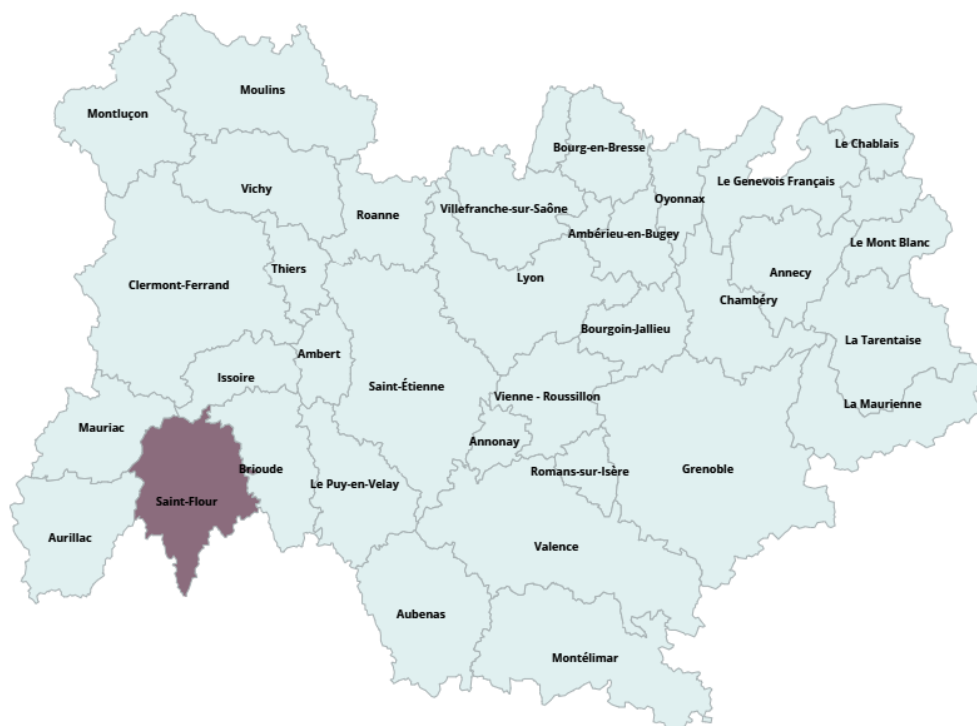 Moulins
Montluçon
Le Chablais
Bourg-en-Bresse
Le Genevois Français
Vichy
Oyonnax
Villefranche-sur-Saône
Roanne
Ambérieu-en-Bugey
Le Mont Blanc
Thiers
Annecy
Lyon
Clermont-Ferrand
Chambéry
Bourgoin-Jallieu
La Tarentaise
Ambert
Issoire
Saint-Étienne
Vienne - Roussillon
La Maurienne
Mauriac
Annonay
Brioude
Grenoble
Romans-sur-Isère
Le Puy-en-Velay
Saint-Flour
Aurillac
Valence
Aubenas
Montélimar